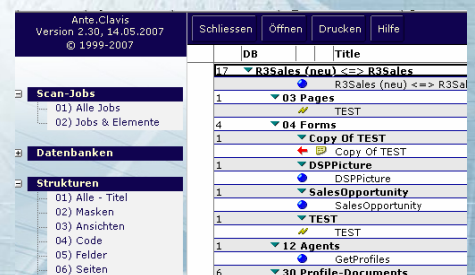 Ante.Clavis
Version 2.30, 14.05.2007
© 1999-2007
Schliessen Öffnen Drucken Hilfe
Scan-Jobs
01) Alle Jobs
02) Jobs & Elemente
Datenbanken
Strukturen
01) Alle - Titel
02) Masken
03) Ansichten
04) Code
05) Felder
06) Seiten
DB Title
17 R3Sales (neu) <=> R3Sales
R3Sales (neu) <=> R3Sal
1 03 Pages
TEST
4 04 Forms
1 Copy Of TEST
Copy Of TEST
1 DSPPicture
DSPPicture
1 SalesOpportunity
SalesOpportunity
1 TEST
TEST
1 12 Agents
GetProfiles
6 30 Profile-Documents